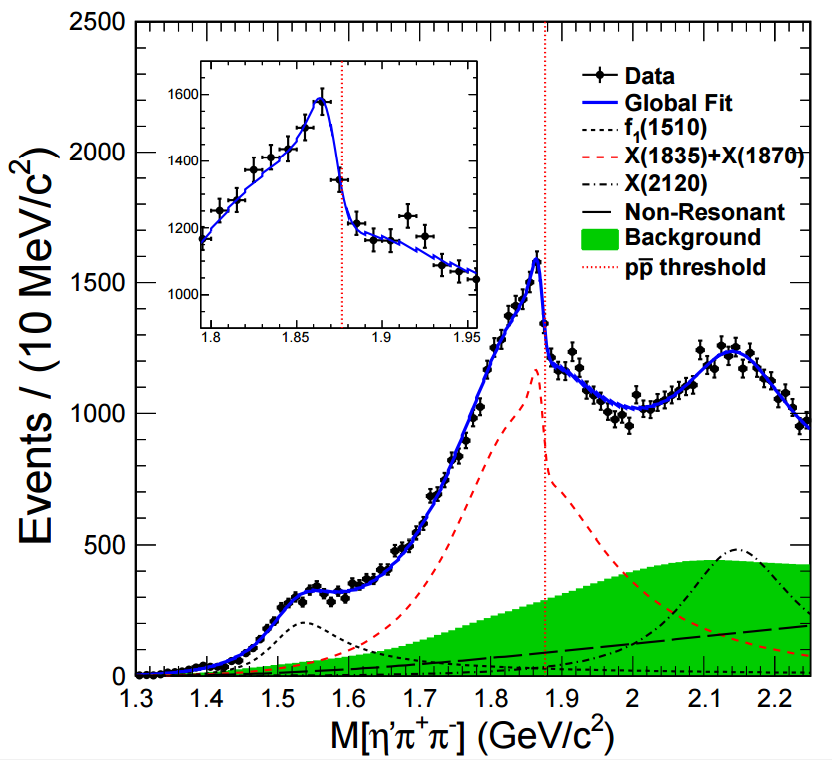 2500
2000
1500
1000
500
0
Events / (10 MeV/c²)
1600
1400
1200
1000
1.8 1.85 1.9 1.95
Data
Global Fit
f₁(1510)
X(1835)+X(1870)
X(2120)
Non-Resonant
Background
pp̅ threshold
1.3 1.4 1.5 1.6 1.7 1.8 1.9 2 2.1 2.2
M[η'π⁺π⁻] (GeV/c²)